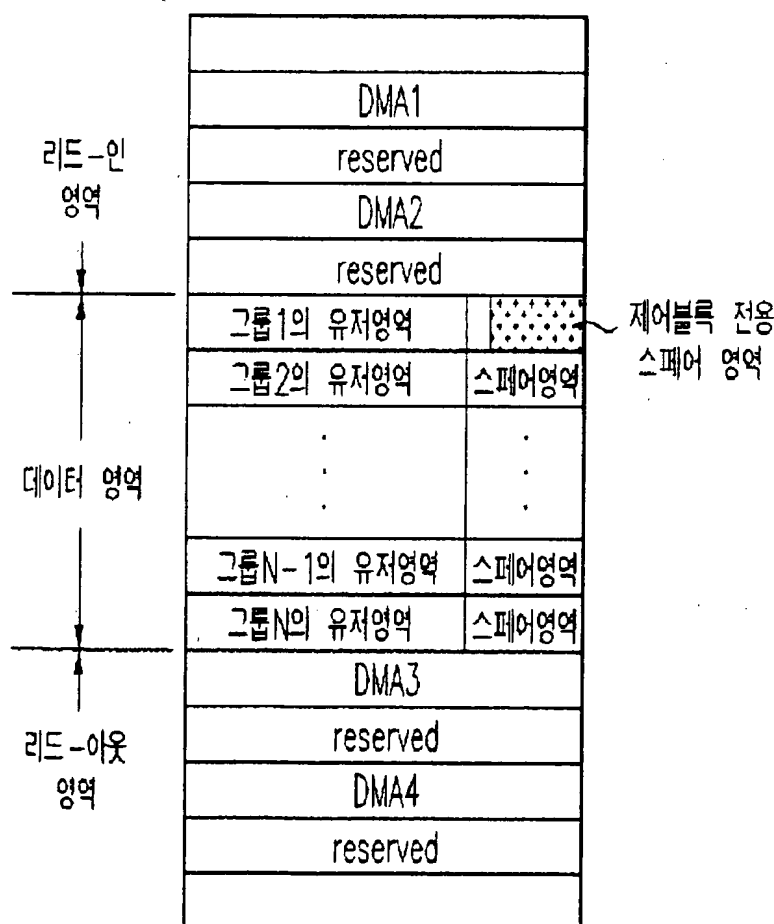 DMA1
reserved
DMA2
reserved
리드-인
영역
그룹1의 유저영역
제어블록 전용
스페어 영역
그룹2의 유저영역 스페어영역
데이터 영역
그룹N-1의 유저영역 스페어영역
그룹N의 유저영역 스페어영역
DMA3
reserved
DMA4
reserved
리드-아웃
영역